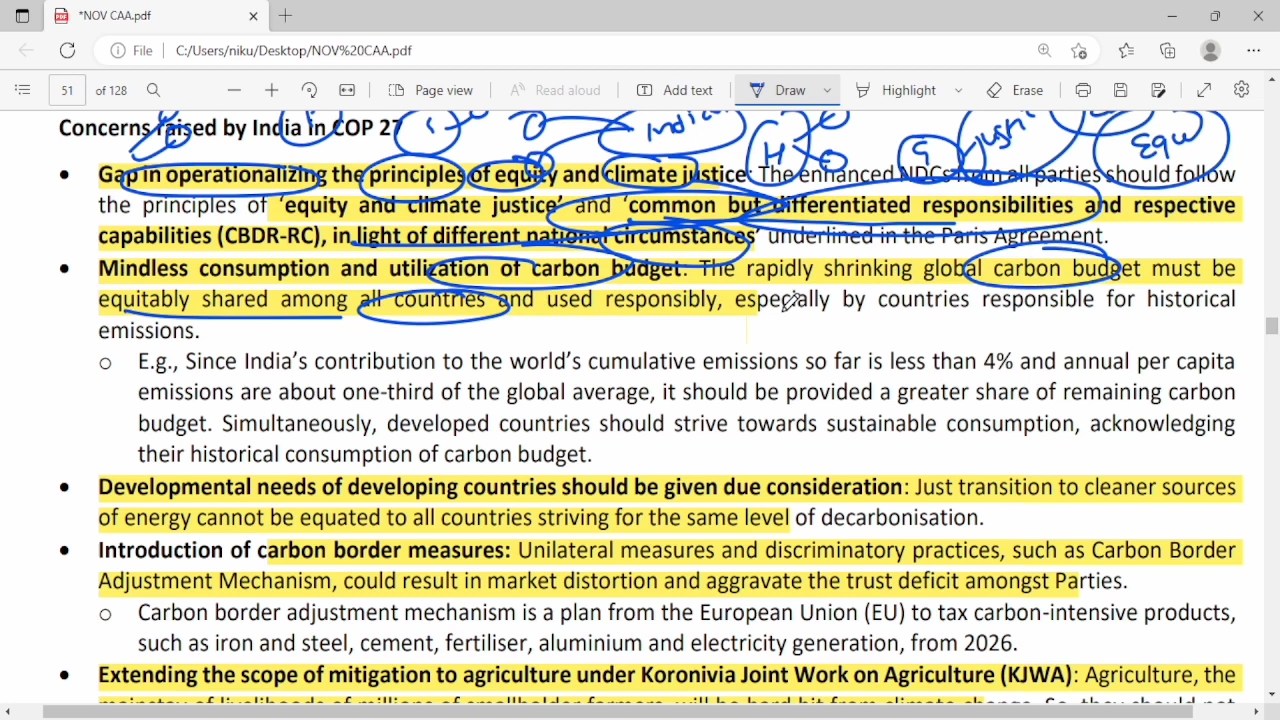 *NOV CAA.pdf
File C:/Users/niku/Desktop/NOV%20CAA.pdf
51 of 128 Page view Read aloud Add text Draw Highlight Erase
India Justi
H E G Equ
Concerns raised by India in COP 27
• Gap in operationalizing the principles of equity and climate justice: The enhanced NDCs from all parties should follow
the principles of ‘equity and climate justice’ and ‘common but differentiated responsibilities and respective
capabilities (CBDR-RC), in light of different national circumstances’ underlined in the Paris Agreement.
• Mindless consumption and utilization of carbon budget: The rapidly shrinking global carbon budget must be
equitably shared among all countries and used responsibly, especially by countries responsible for historical
emissions.
o E.g., Since India’s contribution to the world’s cumulative emissions so far is less than 4% and annual per capita
emissions are about one-third of the global average, it should be provided a greater share of remaining carbon
budget. Simultaneously, developed countries should strive towards sustainable consumption, acknowledging
their historical consumption of carbon budget.
• Developmental needs of developing countries should be given due consideration: Just transition to cleaner sources
of energy cannot be equated to all countries striving for the same level of decarbonisation.
• Introduction of carbon border measures: Unilateral measures and discriminatory practices, such as Carbon Border
Adjustment Mechanism, could result in market distortion and aggravate the trust deficit amongst Parties.
o Carbon border adjustment mechanism is a plan from the European Union (EU) to tax carbon-intensive products,
such as iron and steel, cement, fertiliser, aluminium and electricity generation, from 2026.
• Extending the scope of mitigation to agriculture under Koronivia Joint Work on Agriculture (KJWA): Agriculture, the